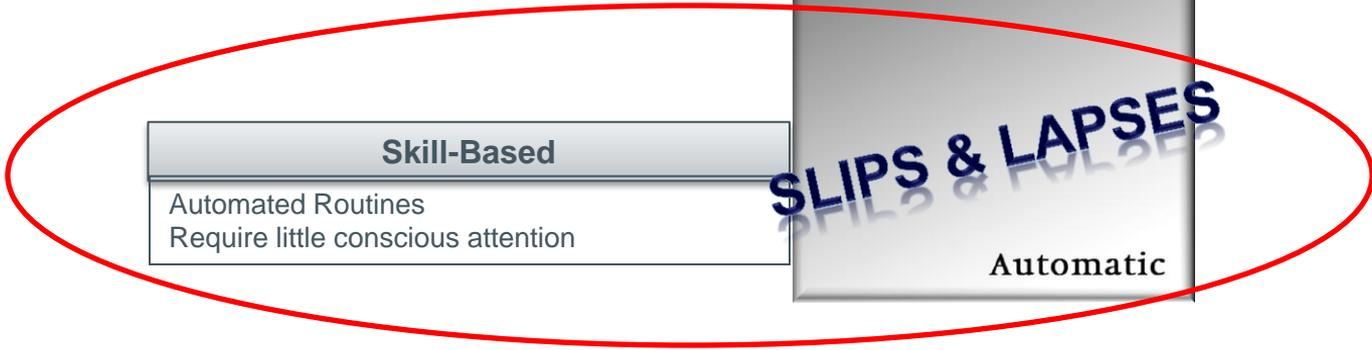 Skill-Based
Automated Routines
Require little conscious attention
SLIPS & LAPSES
Automatic